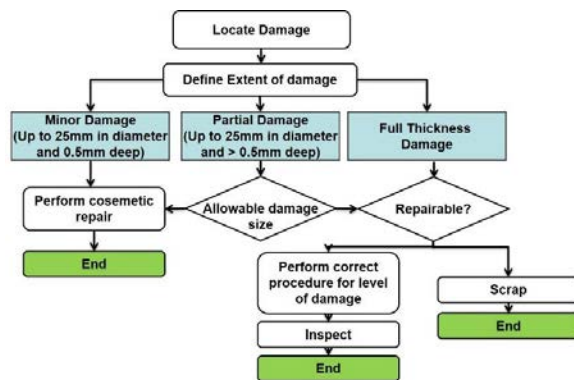 Locate Damage
Define Extent of damage
Minor Damage
(Up to 25mm in diameter
and 0.5mm deep)
Partial Damage
(Up to 25mm in diameter
and > 0.5mm deep)
Full Thickness
Damage
Perform cosemetic
repair
Allowable damage
size
Repairable?
End
Perform correct
procedure for level
of damage
Scrap
Inspect
End
End